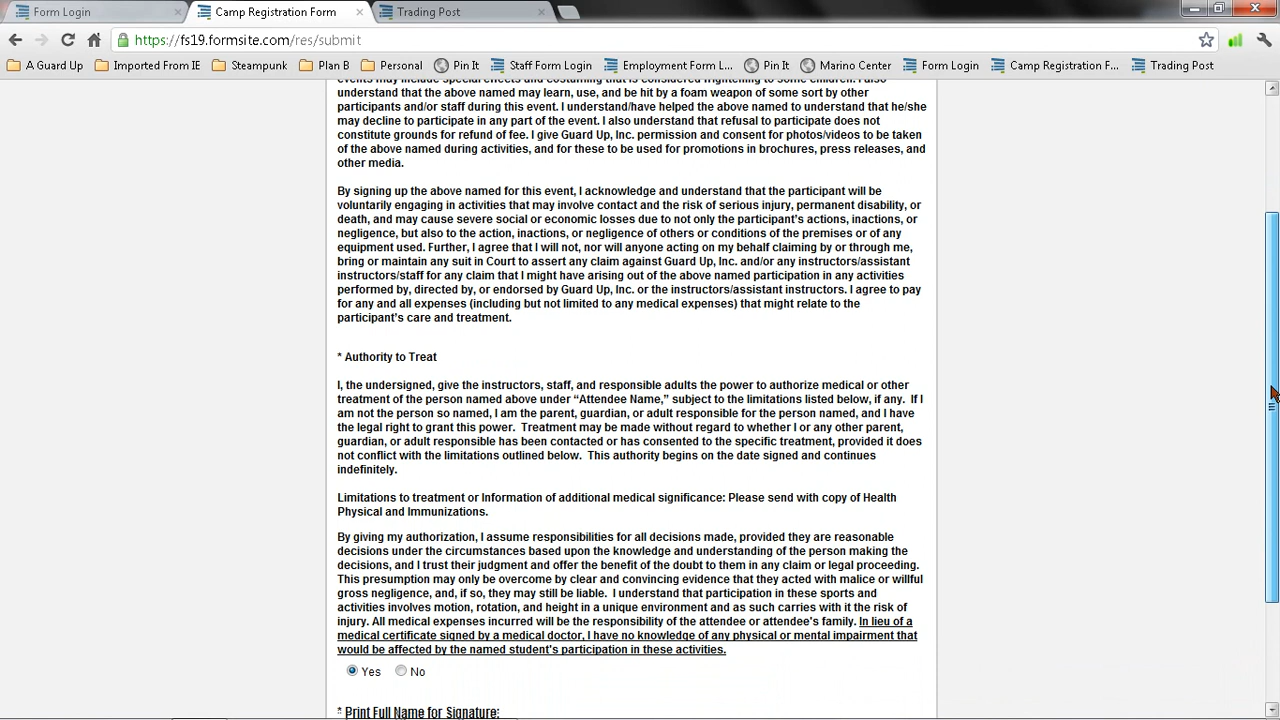 Form Login
Camp Registration Form
Trading Post
https://fs19.formsite.com/res/submit
A Guard Up
Imported From IE
Steampunk
Plan B
Personal
Pin It
Staff Form Login
Employment Form L...
Pin It
Marino Center
Form Login
Camp Registration F...
Trading Post
events may include special effects and costuming that is considered frightening to some children. I also
understand that the above named may learn, use, and be hit by a foam weapon of some sort by other
participants and/or staff during this event. I understand/have helped the above named to understand that he/she
may decline to participate in any part of the event. I also understand that refusal to participate does not
constitute grounds for refund of fee. I give Guard Up, Inc. permission and consent for photos/videos to be taken
of the above named during activities, and for these to be used for promotions in brochures, press releases, and
other media.
By signing up the above named for this event, I acknowledge and understand that the participant will be
voluntarily engaging in activities that may involve contact and the risk of serious injury, permanent disability, or
death, and may cause severe social or economic losses due to not only the participant's actions, inactions, or
negligence, but also to the action, inactions, or negligence of others or conditions of the premises or of any
equipment used. Further, I agree that I will not, nor will anyone acting on my behalf claiming by or through me,
bring or maintain any suit in Court to assert any claim against Guard Up, Inc. and/or any instructors/assistant
instructors/staff for any claim that I might have arising out of the above named participation in any activities
performed by, directed by, or endorsed by Guard Up, Inc. or the instructors/assistant instructors. I agree to pay
for any and all expenses (including but not limited to any medical expenses) that might relate to the
participant's care and treatment.
* Authority to Treat
I, the undersigned, give the instructors, staff, and responsible adults the power to authorize medical or other
treatment of the person named above under “Attendee Name,” subject to the limitations listed below, if any. If I
am not the person so named, I am the parent, guardian, or adult responsible for the person named, and I have
the legal right to grant this power. Treatment may be made without regard to whether I or any other parent,
guardian, or adult responsible has been contacted or has consented to the specific treatment, provided it does
not conflict with the limitations outlined below. This authority begins on the date signed and continues
indefinitely.
Limitations to treatment or Information of additional medical significance: Please send with copy of Health
Physical and Immunizations.
By giving my authorization, I assume responsibilities for all decisions made, provided they are reasonable
decisions under the circumstances based upon the knowledge and understanding of the person making the
decisions, and I trust their judgment and offer the benefit of the doubt to them in any claim or legal proceeding.
This presumption may only be overcome by clear and convincing evidence that they acted with malice or willful
gross negligence, and, if so, they may still be liable. I understand that participation in these sports and
activities involves motion, rotation, and height in a unique environment and as such carries with it the risk of
injury. All medical expenses incurred will be the responsibility of the attendee or attendee's family. In lieu of a
medical certificate signed by a medical doctor, I have no knowledge of any physical or mental impairment that
would be affected by the named student's participation in these activities.
Yes No
* Print Full Name for Signature: